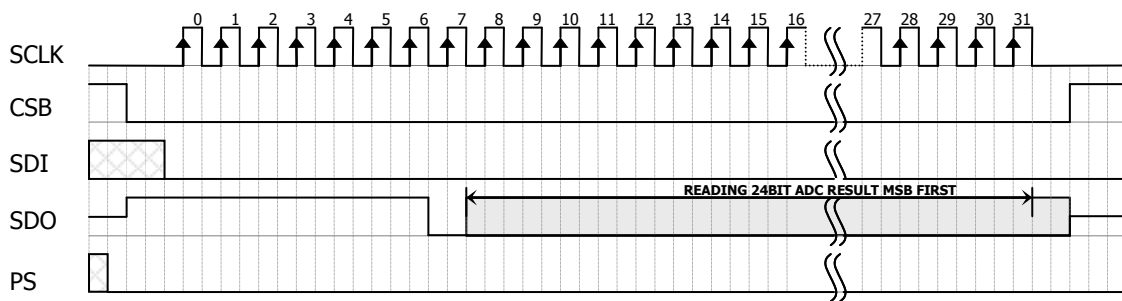 0 1 2 3 4 5 6 7 8 9 10 11 12 13 14 15 16 27 28 29 30 31
SCLK
CSB
SDI
READING 24BIT ADC RESULT MSB FIRST
SDO
PS